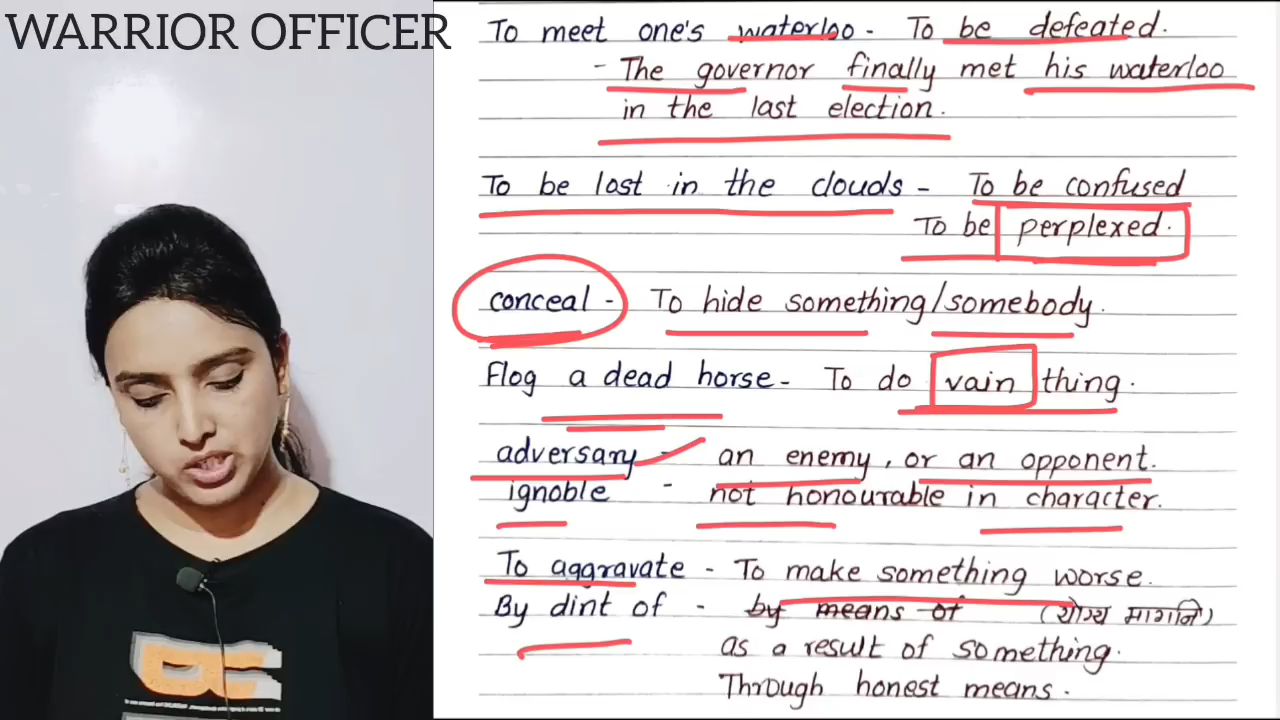 WARRIOR OFFICER
To meet one's waterloo - To be defeated.
- The governor finally met his waterloo
in the last election.
To be lost in the clouds - To be confused
To be perplexed.
conceal - To hide something/somebody.
Flog a dead horse - To do vain thing.
adversary - an enemy, or an opponent.
ignoble - not honourable in character.
To aggravate - To make something worse.
By dint of - by means of (योग्य मार्गाने)
as a result of something.
Through honest means.